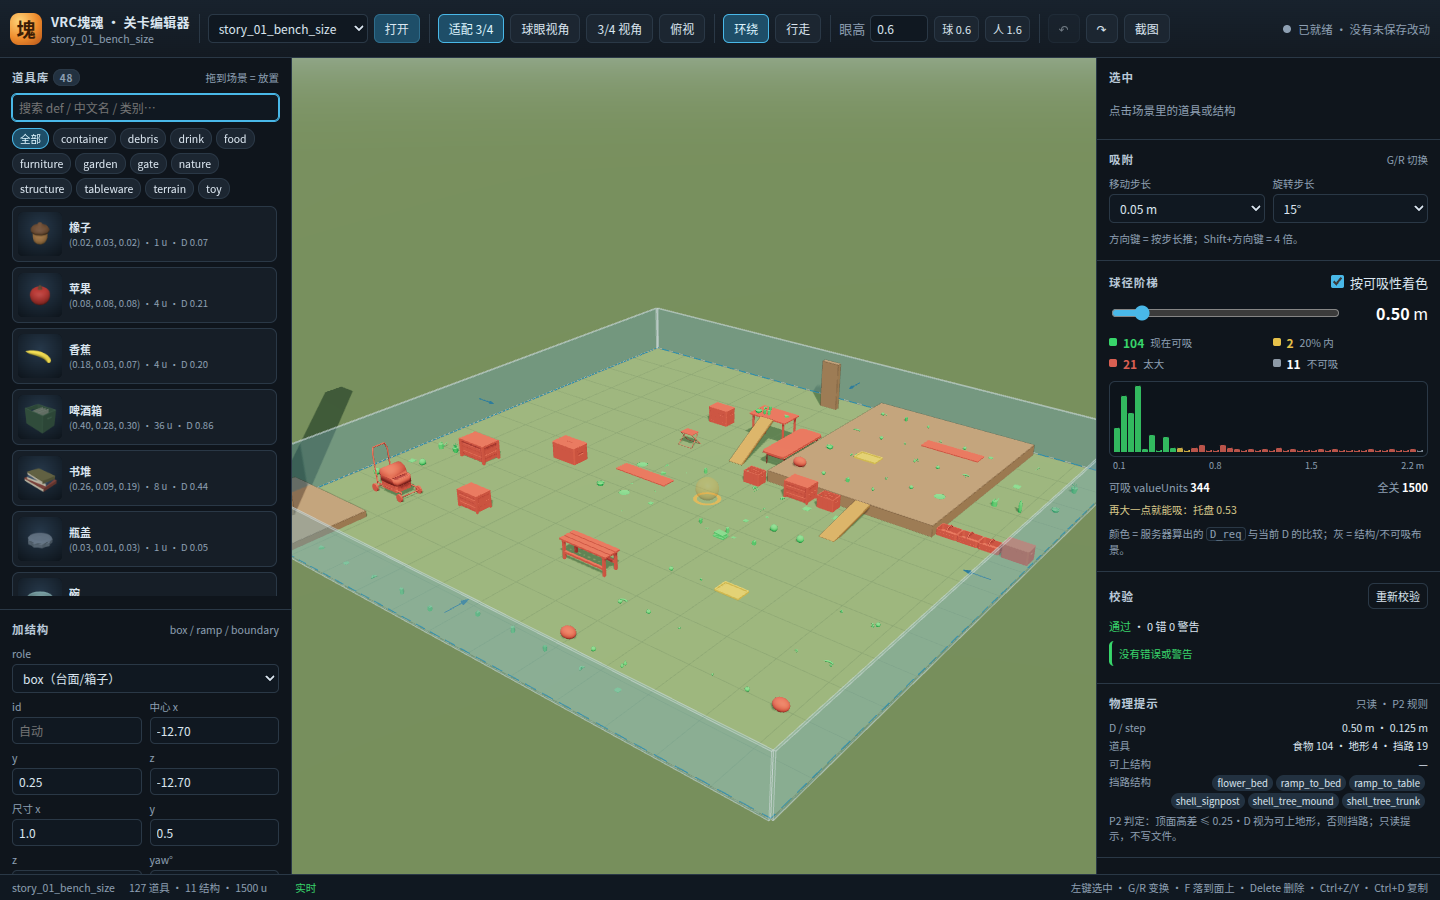 塊 VRC塊魂 · 关卡编辑器
story_01_bench_size
story_01_bench_size 打开 适配 3/4 球眼视角 3/4 视角 俯视 环绕 行走 眼高 0.6 球 0.6 人 1.6 ↶ ↷ 截图 已就绪 · 没有未保存改动
道具库 48 拖到场景 = 放置
搜索 def / 中文名 / 类别…
全部 container debris drink food
furniture garden gate nature
structure tableware terrain toy
橡子
(0.02, 0.03, 0.02) · 1 u · D 0.07
苹果
(0.08, 0.08, 0.08) · 4 u · D 0.21
香蕉
(0.18, 0.03, 0.07) · 4 u · D 0.20
啤酒箱
(0.40, 0.28, 0.30) · 36 u · D 0.86
书堆
(0.26, 0.09, 0.19) · 8 u · D 0.44
瓶盖
(0.03, 0.01, 0.03) · 1 u · D 0.05
加结构 box / ramp / boundary
role
box（台面/箱子）
id 中心 x
自动 -12.70
y z
0.25 -12.70
尺寸 x y
1.0 0.5
z yaw°
选中
点击场景里的道具或结构
吸附 G/R 切换
移动步长 旋转步长
0.05 m 15°
方向键 = 按步长推；Shift+方向键 = 4 倍。
球径阶梯 按可吸性着色
0.50 m
104 现在可吸 2 20% 内
21 太大 11 不可吸
0.1 0.8 1.5 2.2 m
可吸 valueUnits 344 全关 1500
再大一点就能吸：托盘 0.53
颜色 = 服务器算出的 D_req 与当前 D 的比较；灰 = 结构/不可吸布
景。
校验 重新校验
通过 · 0 错 0 警告
没有错误或警告
物理提示 只读 · P2 规则
D / step 0.50 m · 0.125 m
道具 食物 104 · 地形 4 · 挡路 19
可上结构 —
挡路结构 flower_bed ramp_to_bed ramp_to_table
shell_signpost shell_tree_mound shell_tree_trunk
P2 判定：顶面高差 ≤ 0.25 · D 视为可上地形，否则挡路；只读提
示，不写文件。
story_01_bench_size 127 道具 · 11 结构 · 1500 u 实时 左键选中 · G/R 变换 · F 落到面上 · Delete 删除 · Ctrl+Z/Y · Ctrl+D 复制